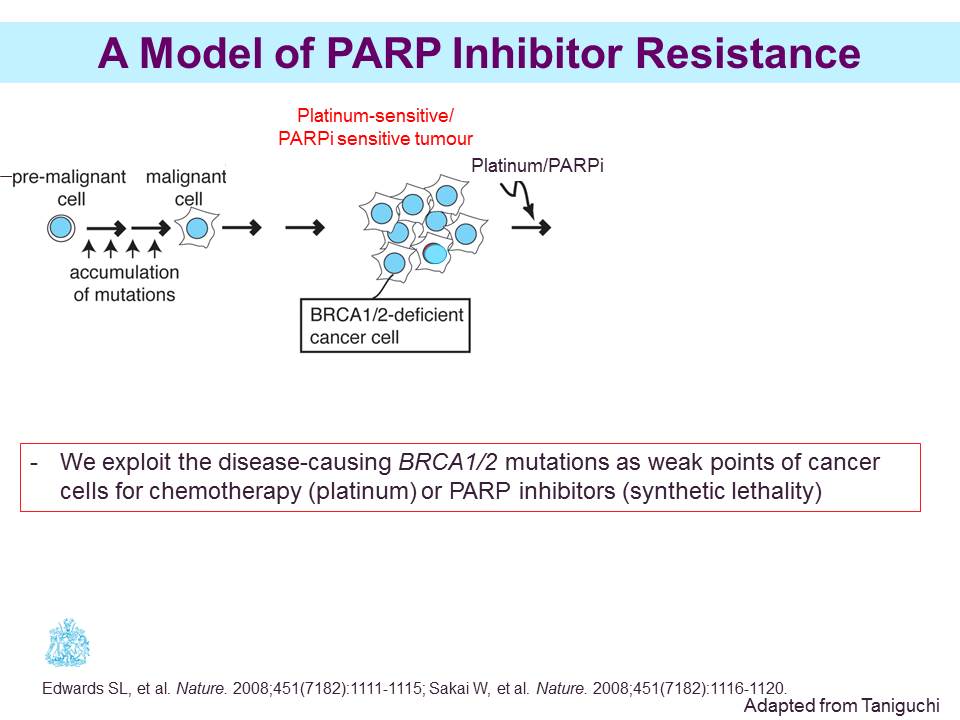 A Model of PARP Inhibitor Resistance
Platinum-sensitive/
PARPi sensitive tumour
Platinum/PARPi
pre-malignant
cell
malignant
cell
accumulation
of mutations
BRCA1/2-deficient
cancer cell
- We exploit the disease-causing BRCA1/2 mutations as weak points of cancer
cells for chemotherapy (platinum) or PARP inhibitors (synthetic lethality)
Edwards SL, et al. Nature. 2008;451(7182):1111-1115; Sakai W, et al. Nature. 2008;451(7182):1116-1120.
Adapted from Taniguchi